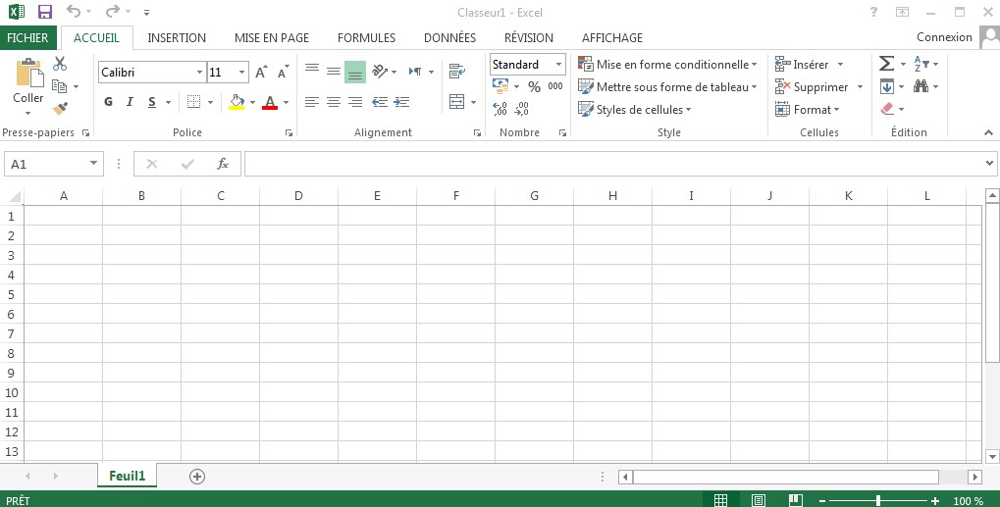 Classeur1 - Excel
?
FICHIER ACCUEIL INSERTION MISE EN PAGE FORMULES DONNÉES RÉVISION AFFICHAGE Connexion
Calibri 11 A A Standard Mise en forme conditionnelle Insérer Σ A Z
Coller G I S A % 000 Mettre sous forme de tableau Supprimer
,00 ,0 Styles de cellules Format
Presse-papiers Police Alignement Nombre Style Cellules Édition
A1 fx
A B C D E F G H I J K L
1
2
3
4
5
6
7
8
9
10
11
12
13
Feuil1
PRÊT 100 %